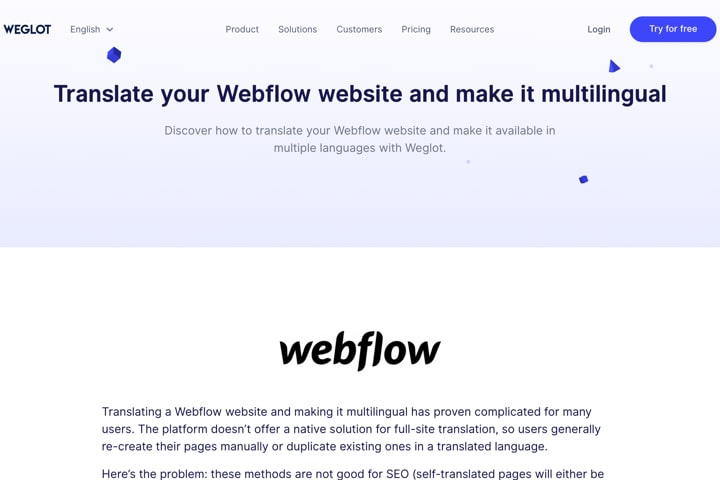 WEGLOT English Product Solutions Customers Pricing Resources Login Try for free
Translate your Webflow website and make it multilingual
Discover how to translate your Webflow website and make it available in
multiple languages with Weglot.
webflow
Translating a Webflow website and making it multilingual has proven complicated for many
users. The platform doesn’t offer a native solution for full-site translation, so users generally
re-create their pages manually or duplicate existing ones in a translated language.
Here’s the problem: these methods are not good for SEO (self-translated pages will either be